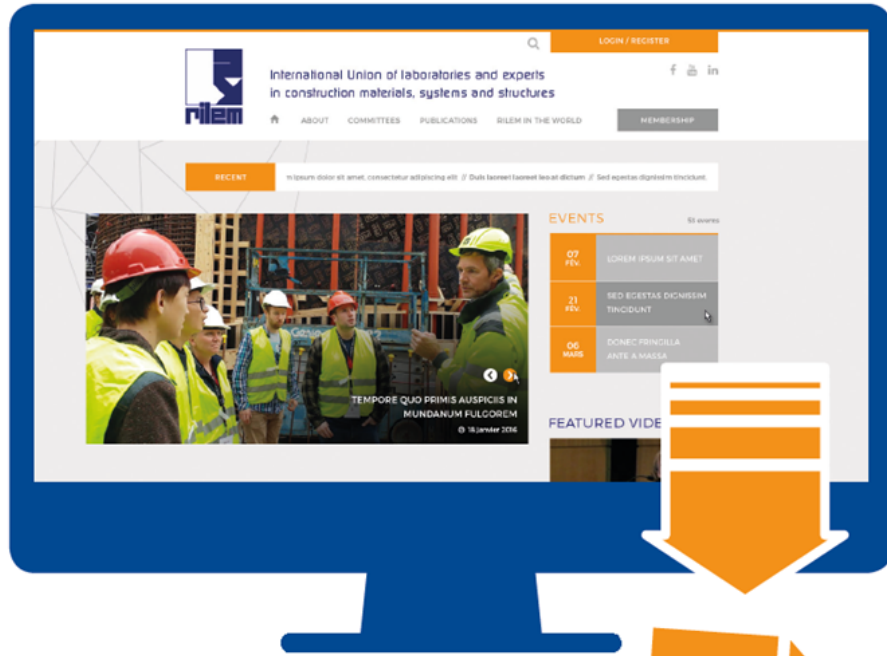 LOGIN / REGISTER
International Union of laboratories and experts
in construction materials, systems and structures
rilem
ABOUT COMMITTEES PUBLICATIONS RILEM IN THE WORLD MEMBERSHIP
RECENT
m ipsum dolor sit amet, consectetur adipiscing elit // Duis laoreet laoreet leo at dictum // Sed egestas dignissim tincidunt.
EVENTS
50 events
07
FÉV.
LOREM IPSUM SIT AMET
21
FÉV.
SED EGESTAS DIGNISSIM
TINCIDUNT
06
MARS
DONEC FRINGILLA
ANTE A MASSA
TEMPORE QUO PRIMIS AUSPICIIS IN
MUNDANUM FULGOREM
18 janvier 2016
FEATURED VIDE